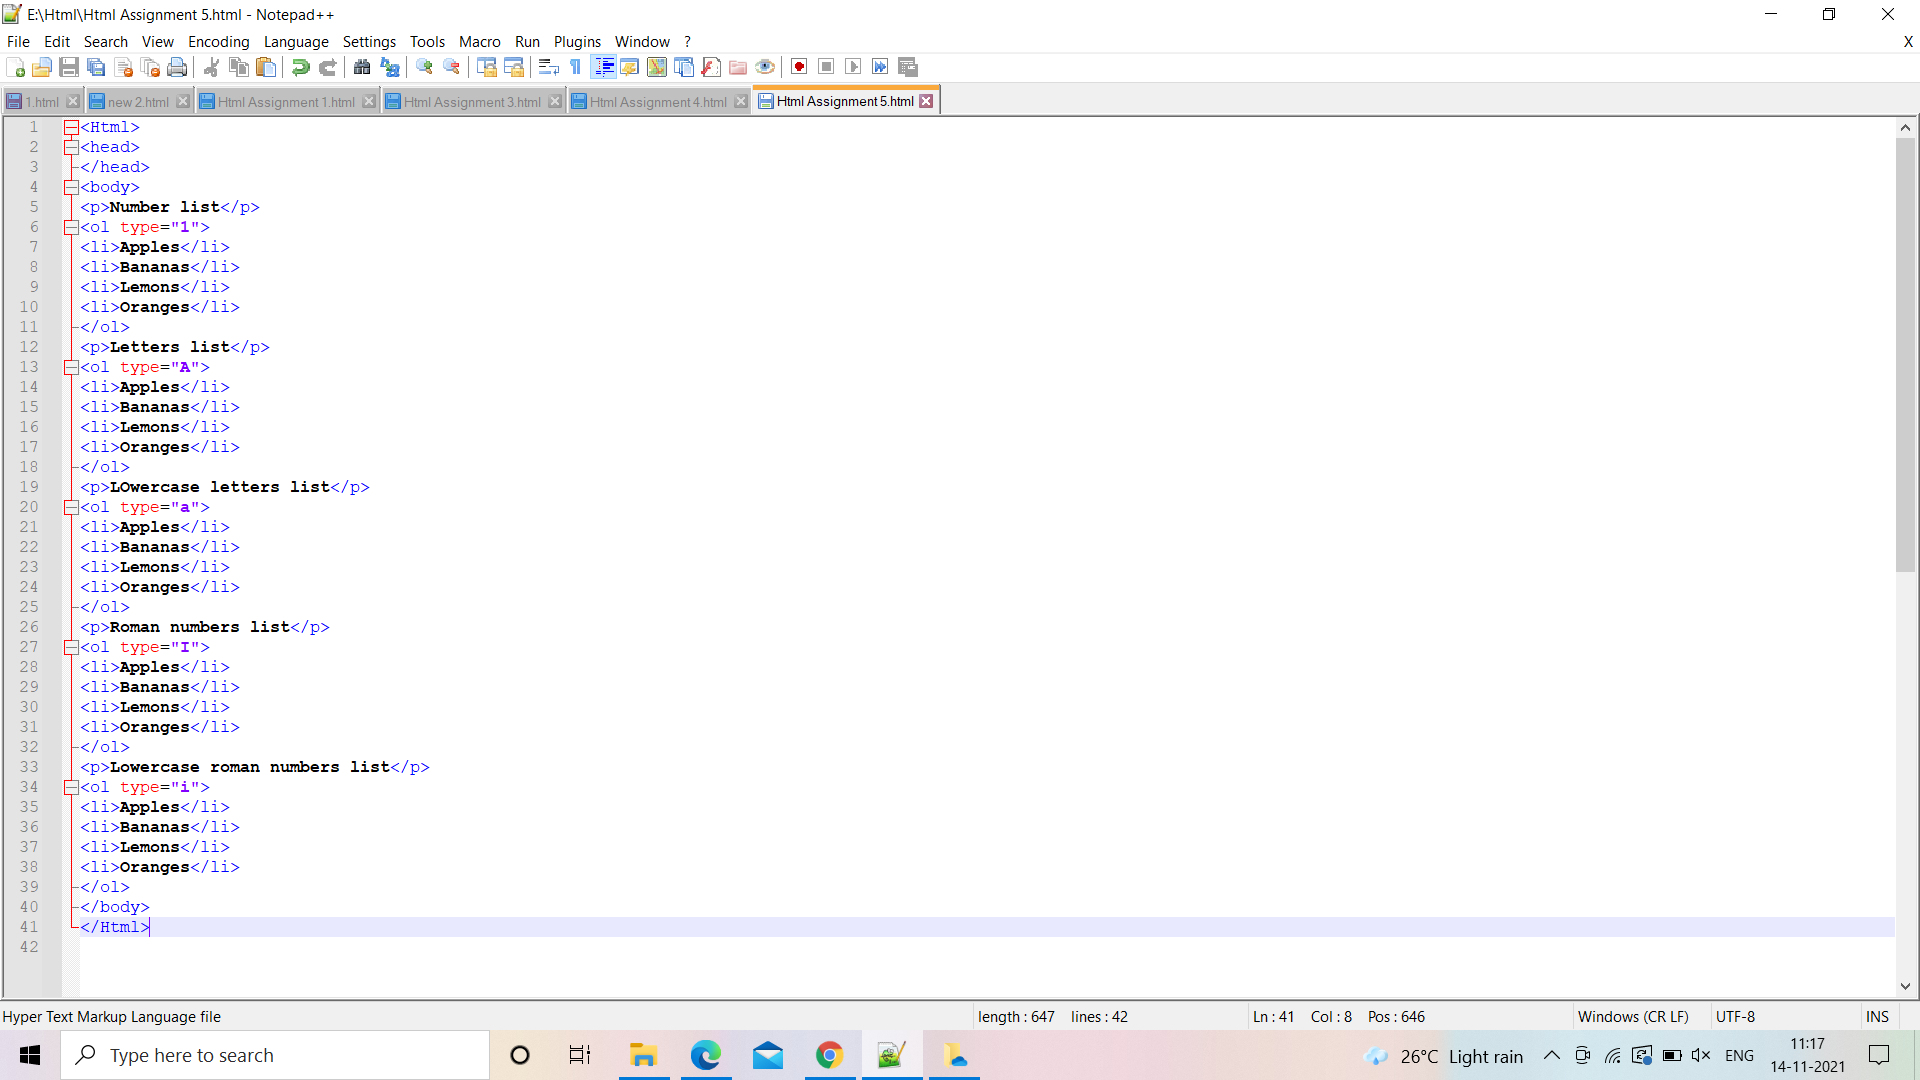 E:\Html\Html Assignment 5.html - Notepad++
File Edit Search View Encoding Language Settings Tools Macro Run Plugins Window ? X
1.html new 2.html Html Assignment 1.html Html Assignment 3.html Html Assignment 4.html Html Assignment 5.html
1 <Html>
2 <head>
3 </head>
4 <body>
5 <p>Number list</p>
6 <ol type="1">
7 <li>Apples</li>
8 <li>Bananas</li>
9 <li>Lemons</li>
10 <li>Oranges</li>
11 </ol>
12 <p>Letters list</p>
13 <ol type="A">
14 <li>Apples</li>
15 <li>Bananas</li>
16 <li>Lemons</li>
17 <li>Oranges</li>
18 </ol>
19 <p>LOwercase letters list</p>
20 <ol type="a">
21 <li>Apples</li>
22 <li>Bananas</li>
23 <li>Lemons</li>
24 <li>Oranges</li>
25 </ol>
26 <p>Roman numbers list</p>
27 <ol type="I">
28 <li>Apples</li>
29 <li>Bananas</li>
30 <li>Lemons</li>
31 <li>Oranges</li>
32 </ol>
33 <p>Lowercase roman numbers list</p>
34 <ol type="i">
35 <li>Apples</li>
36 <li>Bananas</li>
37 <li>Lemons</li>
38 <li>Oranges</li>
39 </ol>
40 </body>
41 </Html>
42
Hyper Text Markup Language file length : 647 lines : 42 Ln : 41 Col : 8 Pos : 646 Windows (CR LF) UTF-8 INS
Type here to search 26°C Light rain ENG 11:17
14-11-2021